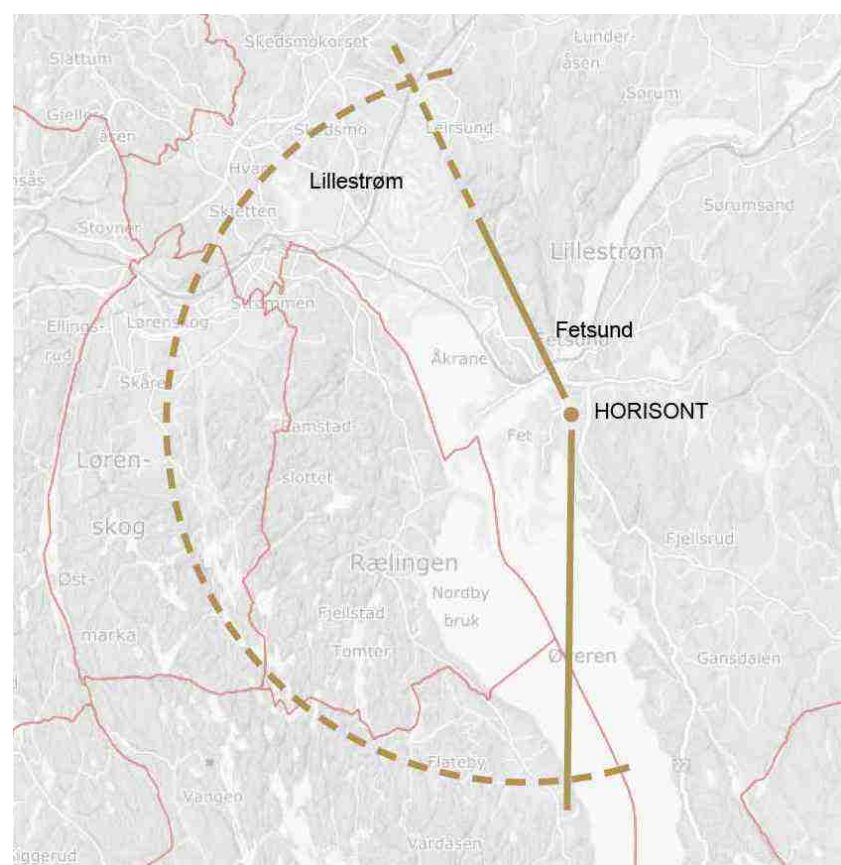 Skedsmokorset
Lunder-
åsen
Slattum
Sørum
Gjeller-
åsen
Skedsmo
Leirsund
Hvam
Lillestrøm
Skjetten
Sørumsand
Stovner
Lillestrøm
Strømmen
Ellings-
rud
Lørenskog
Fetsund
Fetsund
Åkrane
Skårer
HORISONT
Fet
Ramstad
slottet
Løren-
skog
Fjellsrud
Rælingen
Øst-
marka
Nordby
bruk
Fjellstad
Tomter
Øyeren
Gansdalen
Flateby
Vangen
Vardåsen